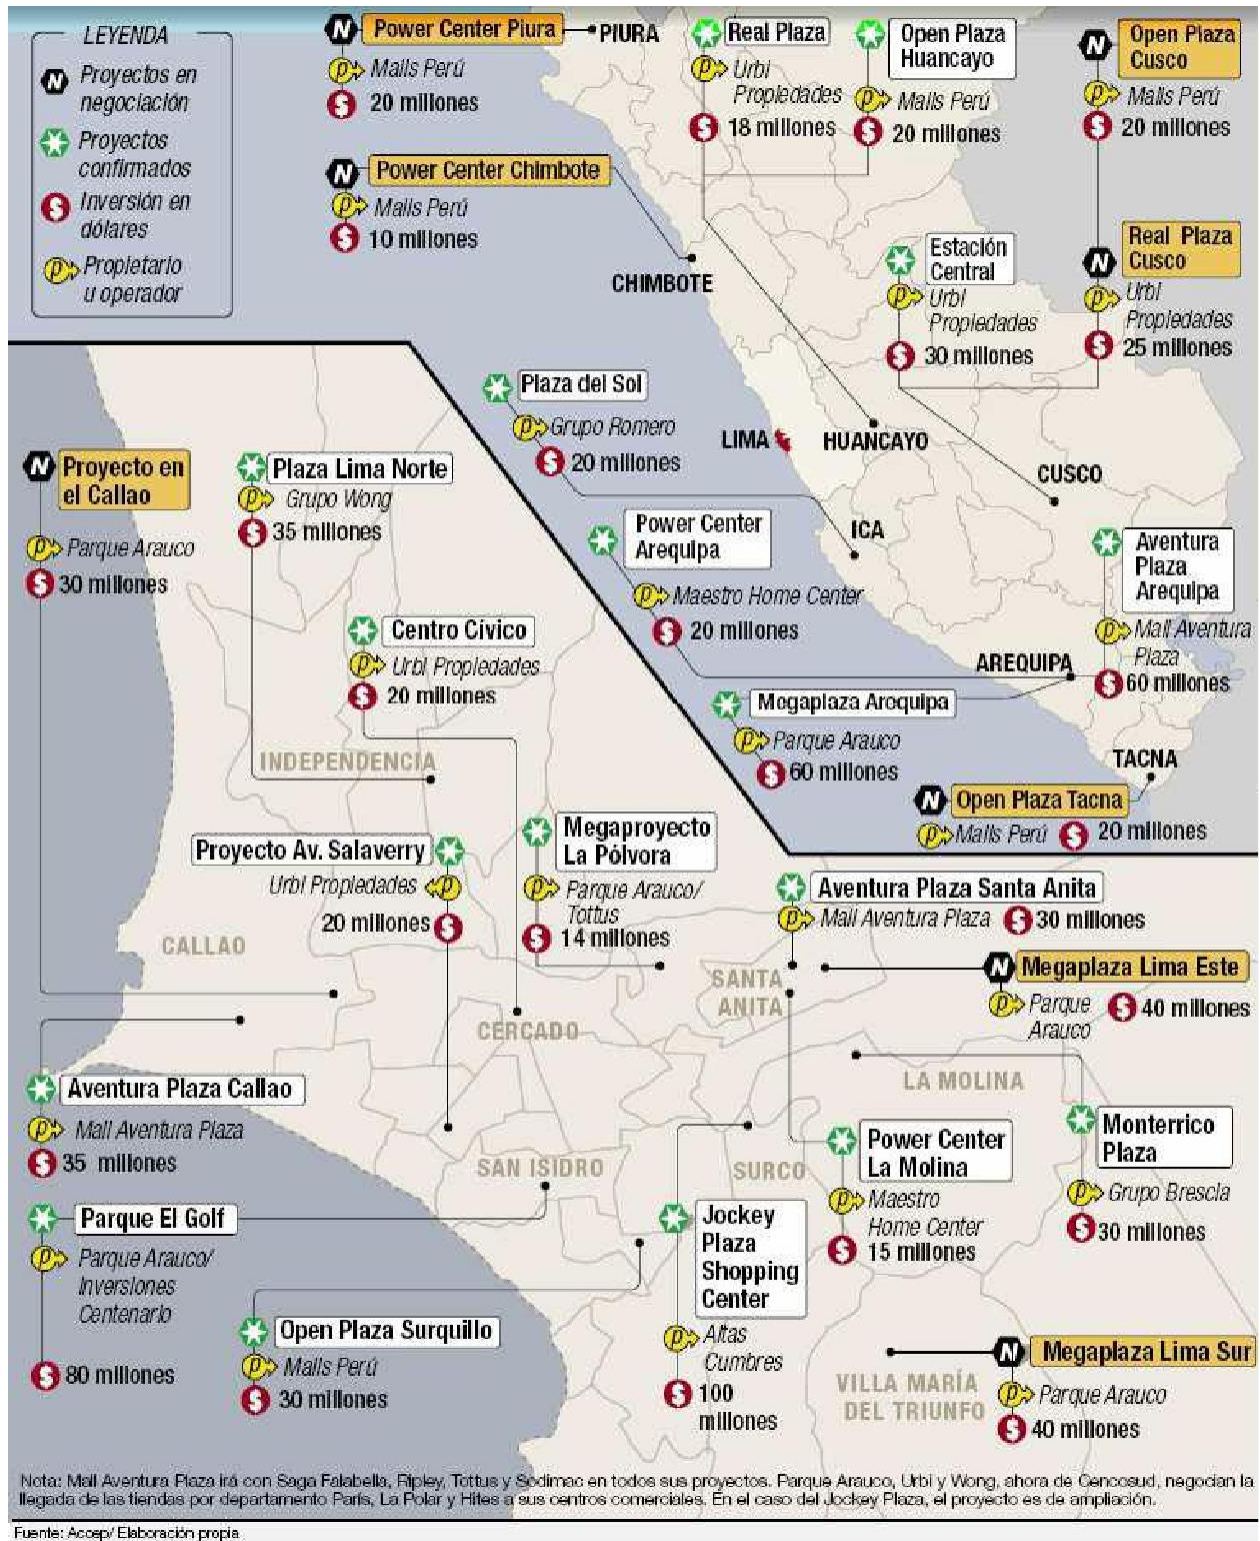 LEYENDA
Proyectos en
negociación
Proyectos
confirmados
Inversión en
dólares
Propietario
u operador
Power Center Piura
PIURA
Malls Perú
20 millones
Power Center Chimbote
Malls Perú
10 millones
CHIMBOTE
Real Plaza
Urbi
Propiedades
18 millones
Open Plaza
Huancayo
Malls Perú
20 millones
Open Plaza
Cusco
Malls Perú
20 millones
Estación
Central
Urbi
Propiedades
30 millones
Real Plaza
Cusco
Urbi
Propiedades
25 millones
Plaza del Sol
Grupo Romero
20 millones
LIMA
HUANCAYO
CUSCO
ICA
Power Center
Arequipa
Maestro Home Center
20 millones
Aventura
Plaza
Arequipa
Mall Aventura
Plaza
60 millones
AREQUIPA
Megaplaza Arequipa
Parque Arauco
60 millones
TACNA
Open Plaza Tacna
Malls Perú
20 millones
Proyecto en
el Callao
Parque Arauco
30 millones
Plaza Lima Norte
Grupo Wong
35 millones
Centro Cívico
Urbi Propiedades
20 millones
INDEPENDENCIA
Proyecto Av. Salaverry
Urbi Propiedades
20 millones
Megaproyecto
La Pólvora
Parque Arauco/
Tottus
14 millones
Aventura Plaza Santa Anita
Mall Aventura Plaza
30 millones
CALLAO
SANTA
ANITA
Megaplaza Lima Este
Parque
Arauco
40 millones
CERCADO
Aventura Plaza Callao
Mall Aventura Plaza
35 millones
LA MOLINA
Monterrico
Plaza
Grupo Brescia
30 millones
Power Center
La Molina
Maestro
Home Center
15 millones
SAN ISIDRO
SURCO
Parque El Golf
Parque Arauco/
Inversiones
Centenario
80 millones
Jockey
Plaza
Shopping
Center
Altas
Cumbres
100
millones
Open Plaza Surquillo
Malls Perú
30 millones
VILLA MARÍA
DEL TRIUNFO
Megaplaza Lima Sur
Parque Arauco
40 millones
Nota: Mall Aventura Plaza irá con Saga Falabella, Ripley, Tottus y Sodimac en todos sus proyectos. Parque Arauco, Urbi y Wong, ahora de Cencosud, negocian la
llegada de las tiendas por departamento París, La Polar y Hites a sus centros comerciales. En el caso del Jockey Plaza, el proyecto es de ampliación.
Fuente: Accep/ Elaboración propia